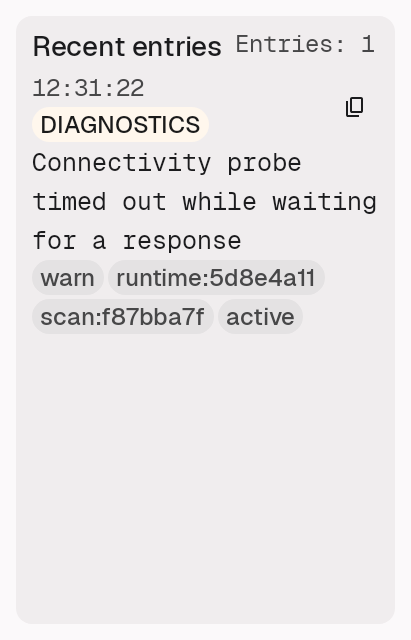 Recent entries Entries: 1
12:31:22
DIAGNOSTICS
Connectivity probe
timed out while waiting
for a response
warn runtime:5d8e4a11
scan:f87bba7f active